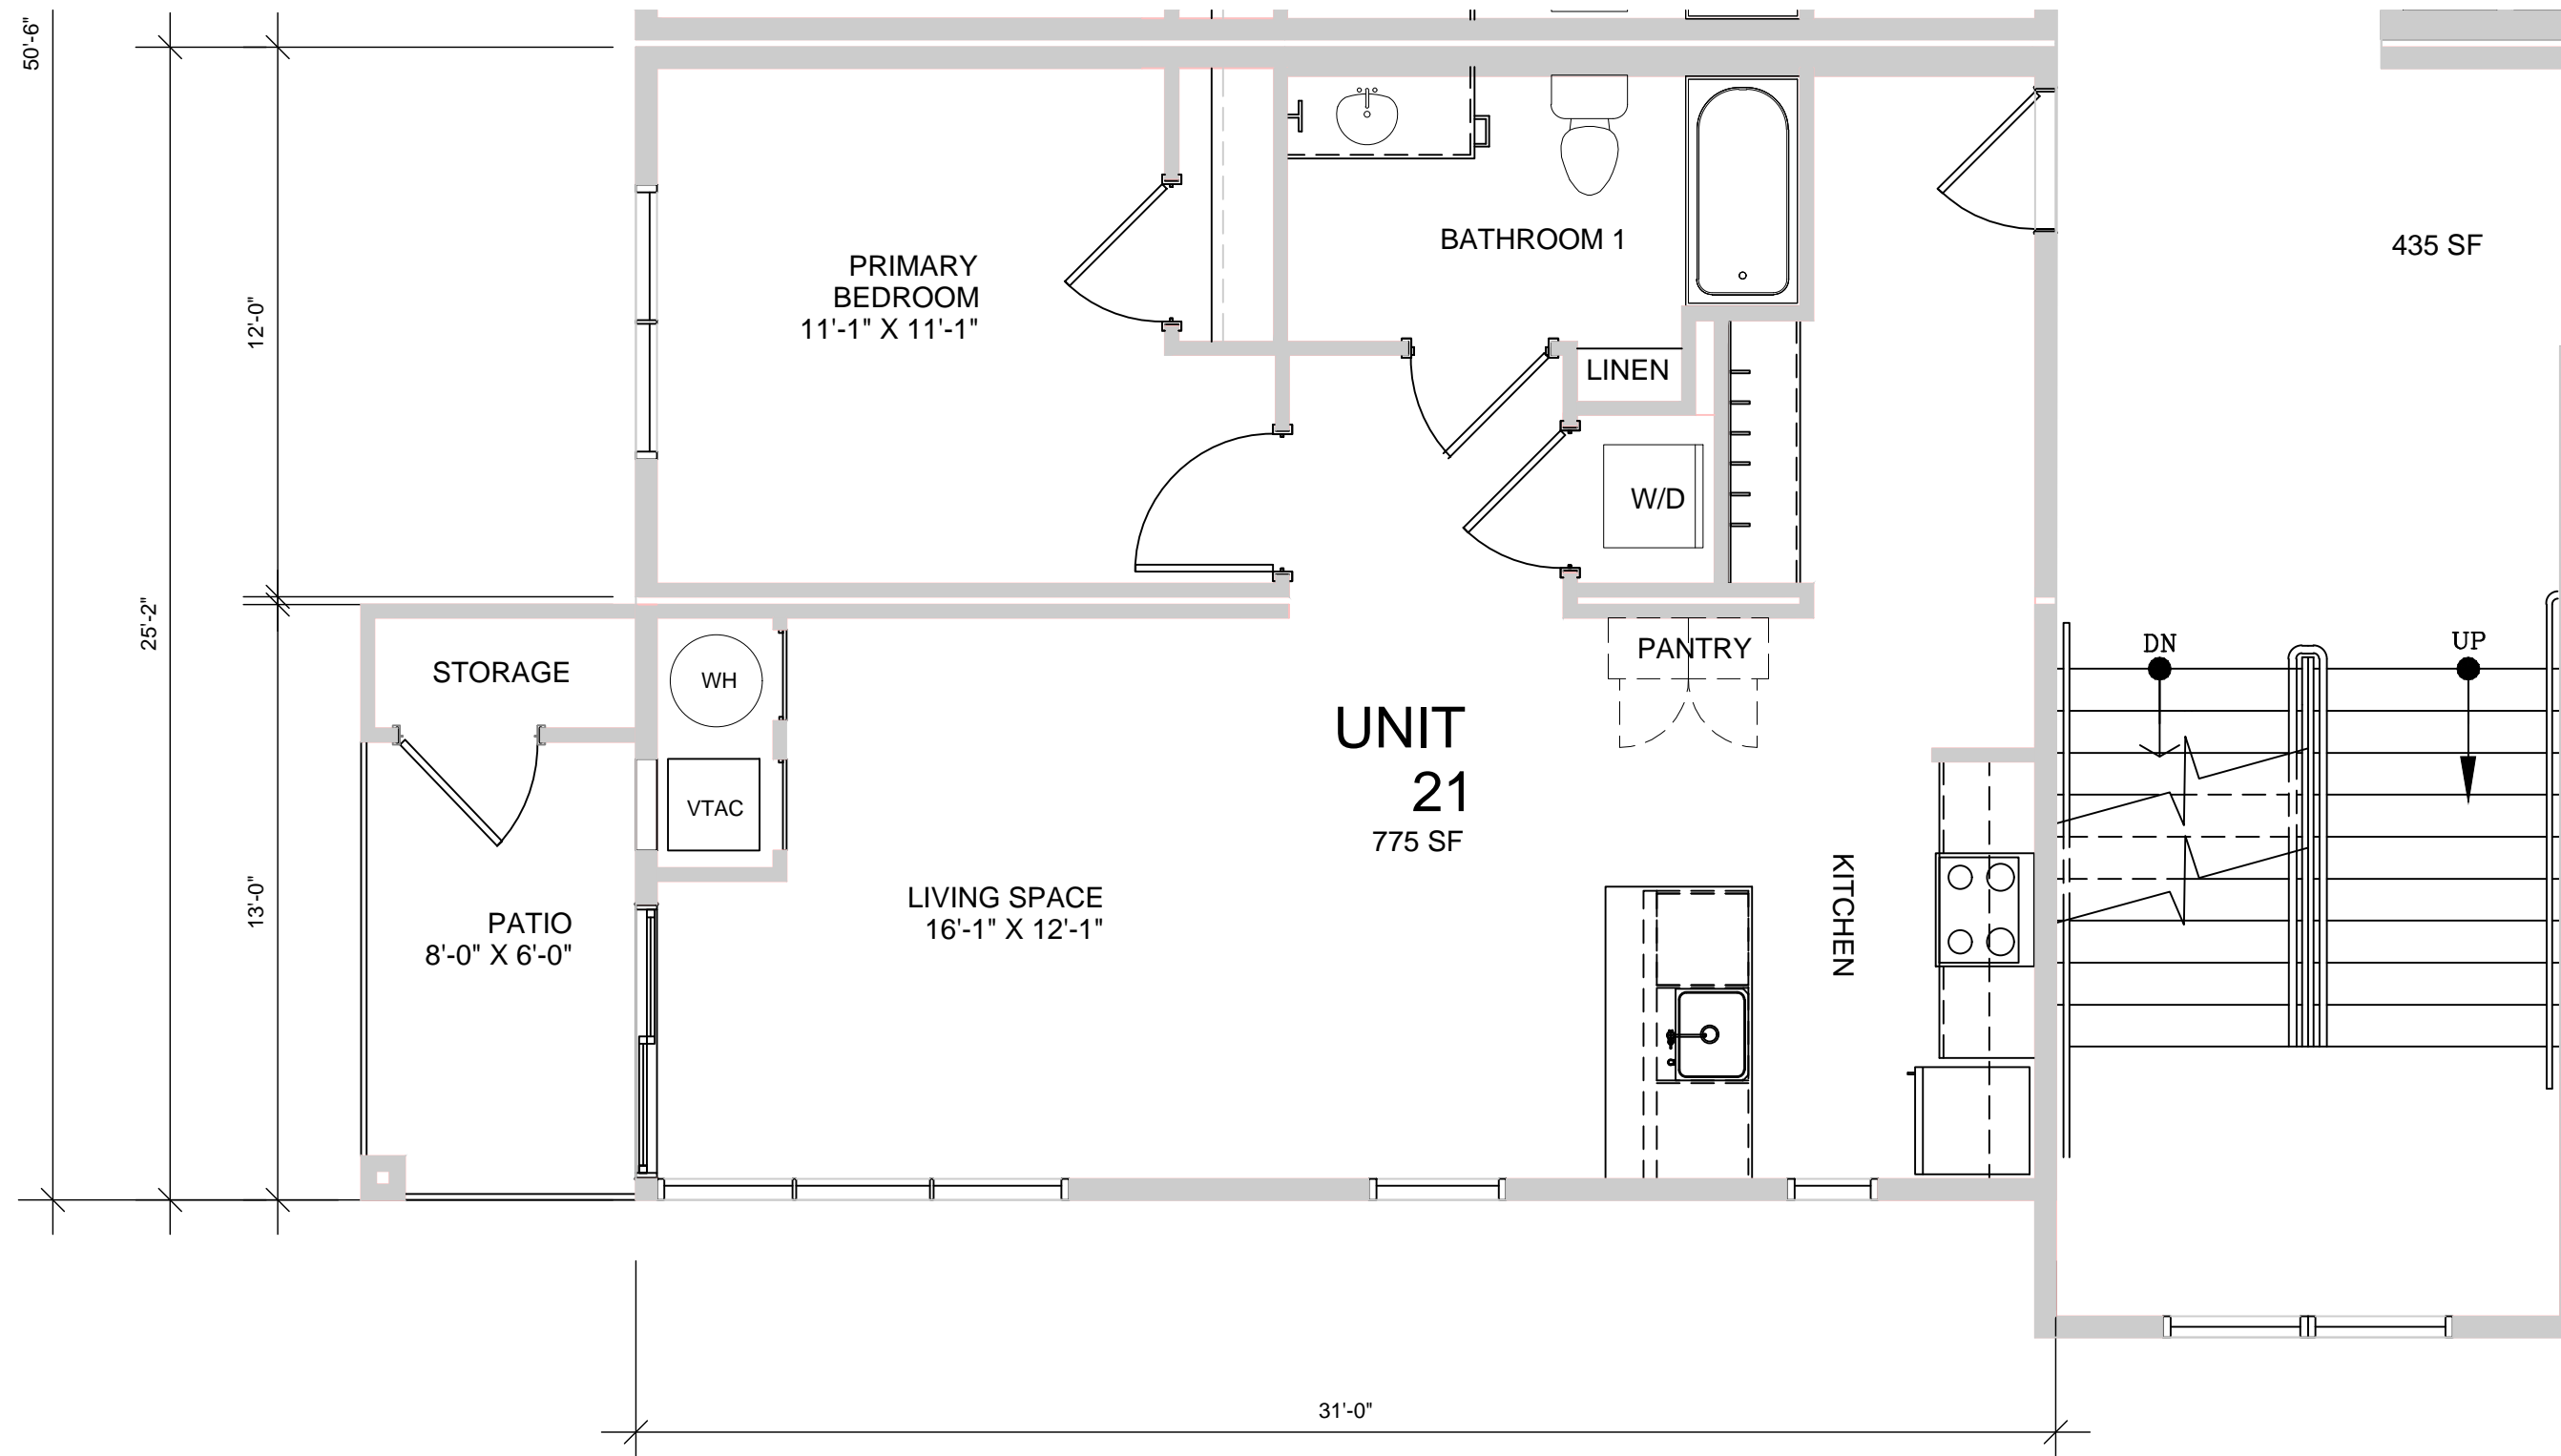 50'-6"
25'-2"
12'-0"
13'-0"
PRIMARY
BEDROOM
11'-1" X 11'-1"
BATHROOM 1
LINEN
W/D
435 SF
STORAGE
WH
VTAC
PANTRY
UNIT
21
775 SF
DN
UP
KITCHEN
LIVING SPACE
16'-1" X 12'-1"
PATIO
8'-0" X 6'-0"
31'-0"